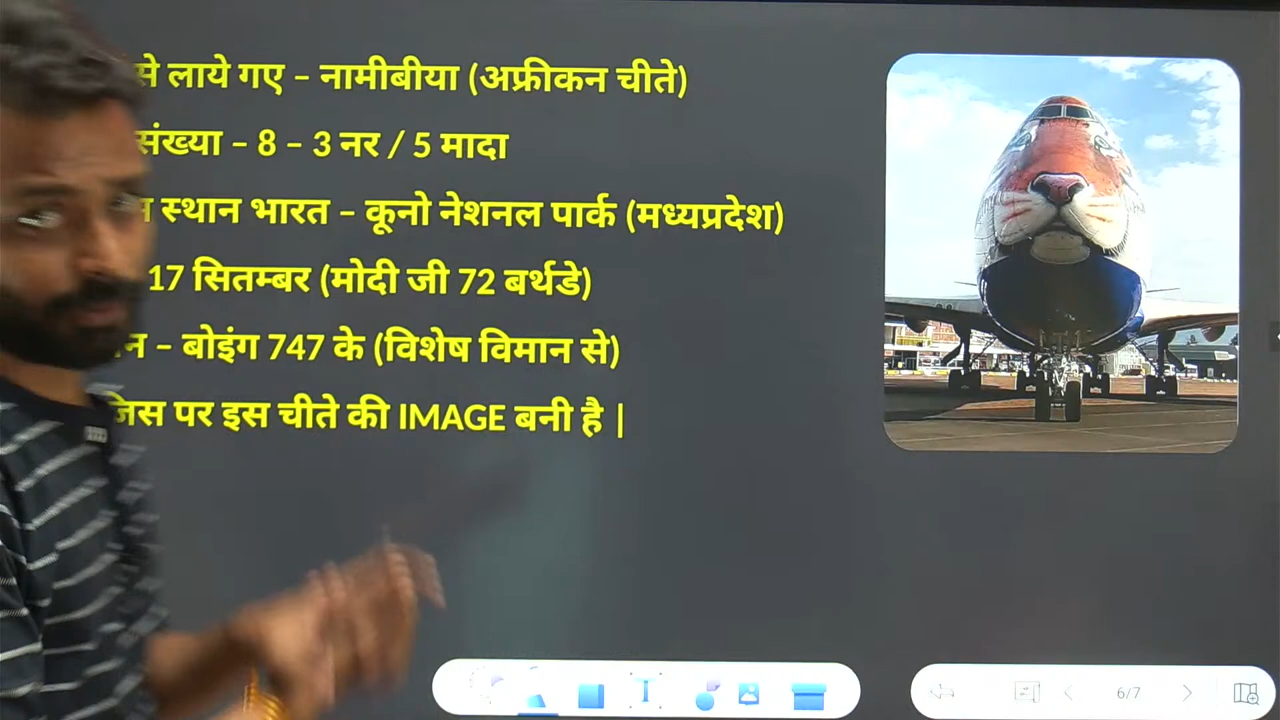 से लाये गए – नामीबीया (अफ्रीकन चीते)
संख्या – 8 – 3 नर / 5 मादा
स्थान भारत – कूनो नेशनल पार्क (मध्यप्रदेश)
17 सितम्बर (मोदी जी 72 बर्थडे)
– बोइंग 747 के (विशेष विमान से)
जिस पर इस चीते की IMAGE बनी है |
6/7